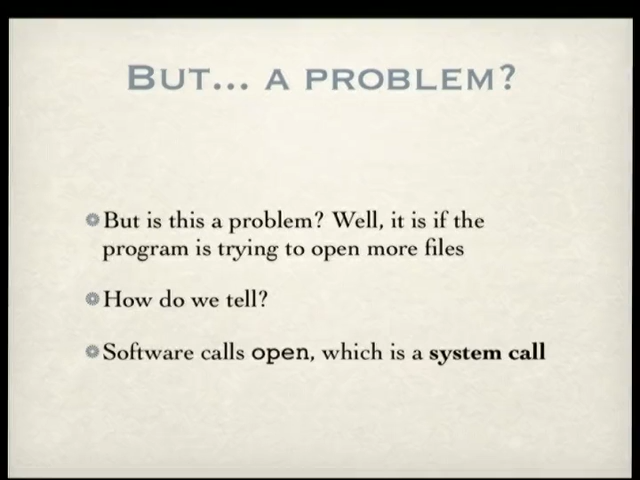 But... a problem?
But is this a problem? Well, it is if the
program is trying to open more files
How do we tell?
Software calls open, which is a system call